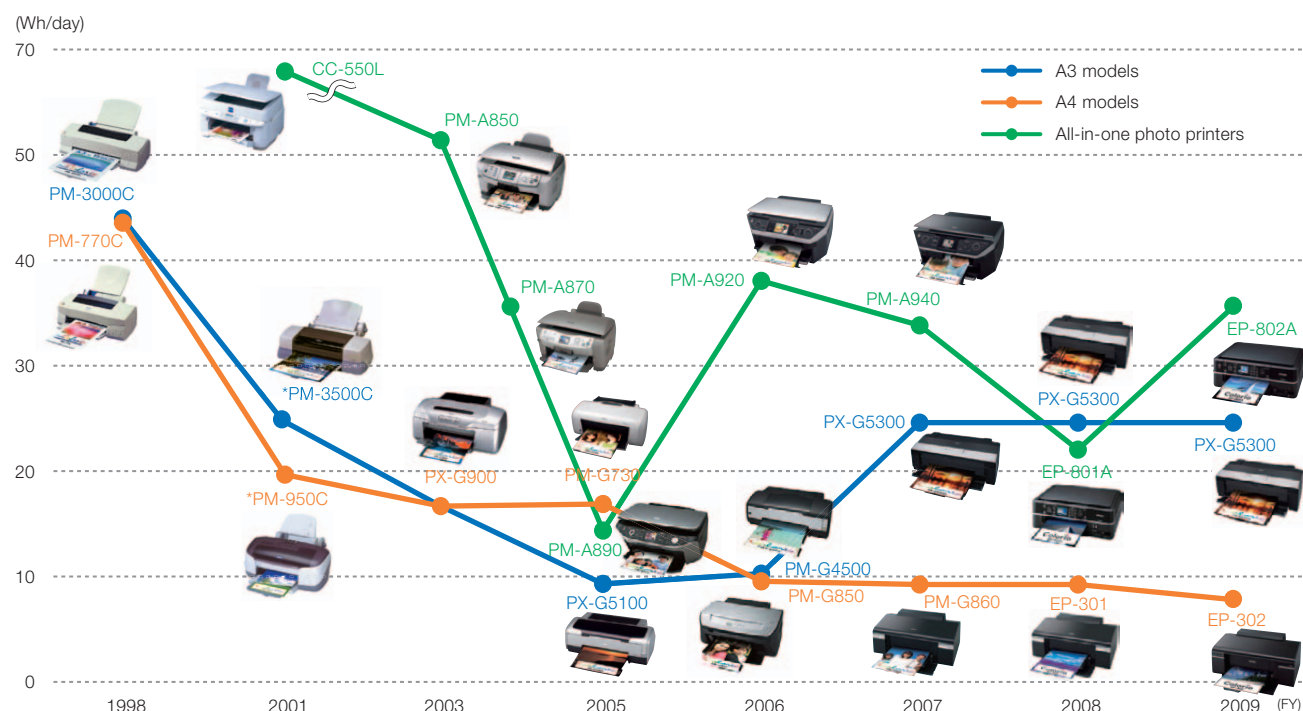 (Wh/day)
70
50
40
30
20
10
0
A3 models
A4 models
All-in-one photo printers
CC-550L
PM-A850
PM-3000C
PM-770C
PM-A870
PM-A920
PM-A940
EP-802A
*PM-3500C
PX-G5300
PX-G5300
PX-G5300
PX-G900
PM-G730
EP-801A
*PM-950C
PM-A890
PM-G4500
PX-G5100
PM-G850
PM-G860
EP-301
EP-302
1998 2001 2003 2005 2006 2007 2008 2009 (FY)